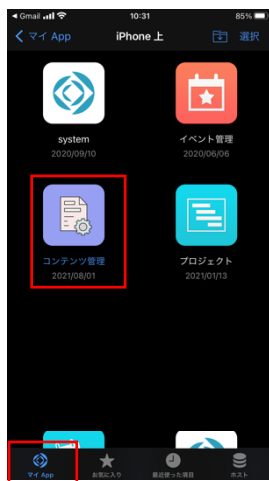 Gmail
10:31
85%
マイ App
iPhone 上
選択
system
2020/09/10
イベント管理
2020/06/06
コンテンツ管理
2021/08/01
プロジェクト
2021/01/13
マイ App
お気に入り
最近使った項目
ホスト